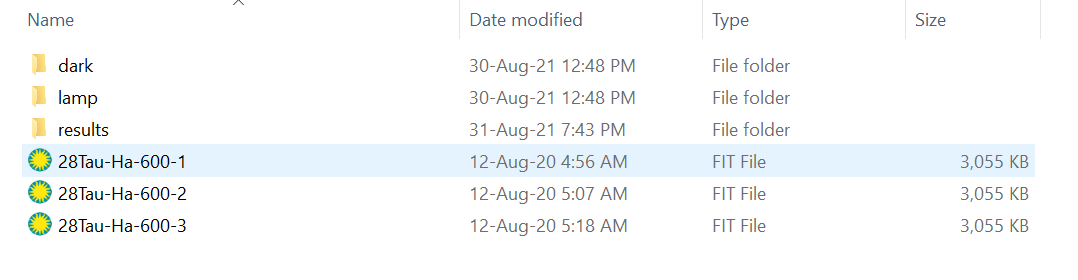 Name Date modified Type Size
dark 30-Aug-21 12:48 PM File folder
lamp 30-Aug-21 12:48 PM File folder
results 31-Aug-21 7:43 PM File folder
28Tau-Ha-600-1 12-Aug-20 4:56 AM FIT File 3,055 KB
28Tau-Ha-600-2 12-Aug-20 5:07 AM FIT File 3,055 KB
28Tau-Ha-600-3 12-Aug-20 5:18 AM FIT File 3,055 KB